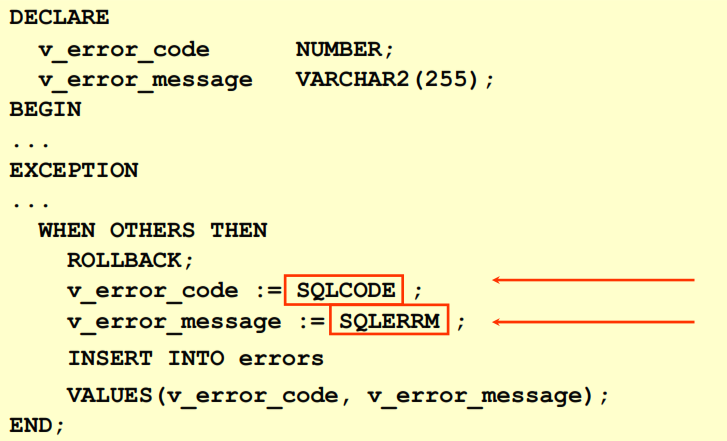 DECLARE
v_error_code NUMBER;
v_error_message VARCHAR2(255);
BEGIN
...
EXCEPTION
...
WHEN OTHERS THEN
ROLLBACK;
v_error_code := SQLCODE ;
v_error_message := SQLERRM ;
INSERT INTO errors
VALUES(v_error_code, v_error_message);
END;